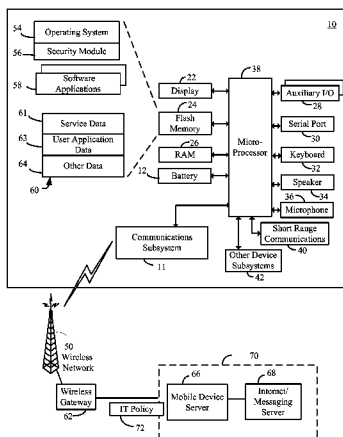 10
54
Operating System
56
Security Module
58
Software
Applications
61
Service Data
63
User Application
Data
64
Other Data
60
22
Display
24
Flash
Memory
26
RAM
12
Battery
38
Micro-
Processor
Auxiliary I/O
28
Serial Port
30
Keyboard
32
Speaker
34
36
Microphone
Short Range
Communications
40
Other Device
Subsystems
42
Communications
Subsystem
11
50
Wireless
Network
Wireless
Gateway
62
IT Policy
72
70
66
Mobile Device
Server
68
Internet/
Messaging
Server